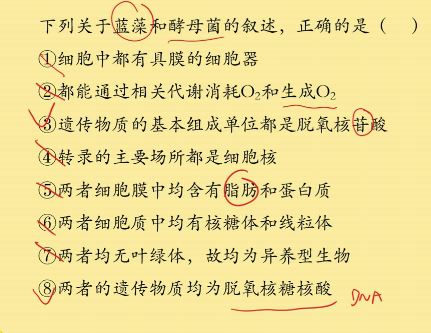 下列关于蓝藻和酵母菌的叙述，正确的是（　）
①细胞中都有具膜的细胞器
②都能通过相关代谢消耗O₂和生成O₂
③遗传物质的基本组成单位都是脱氧核苷酸
④转录的主要场所都是细胞核
⑤两者细胞膜中均含有脂肪和蛋白质
⑥两者细胞质中均有核糖体和线粒体
⑦两者均无叶绿体，故均为异养型生物
⑧两者的遗传物质均为脱氧核糖核酸 DNA